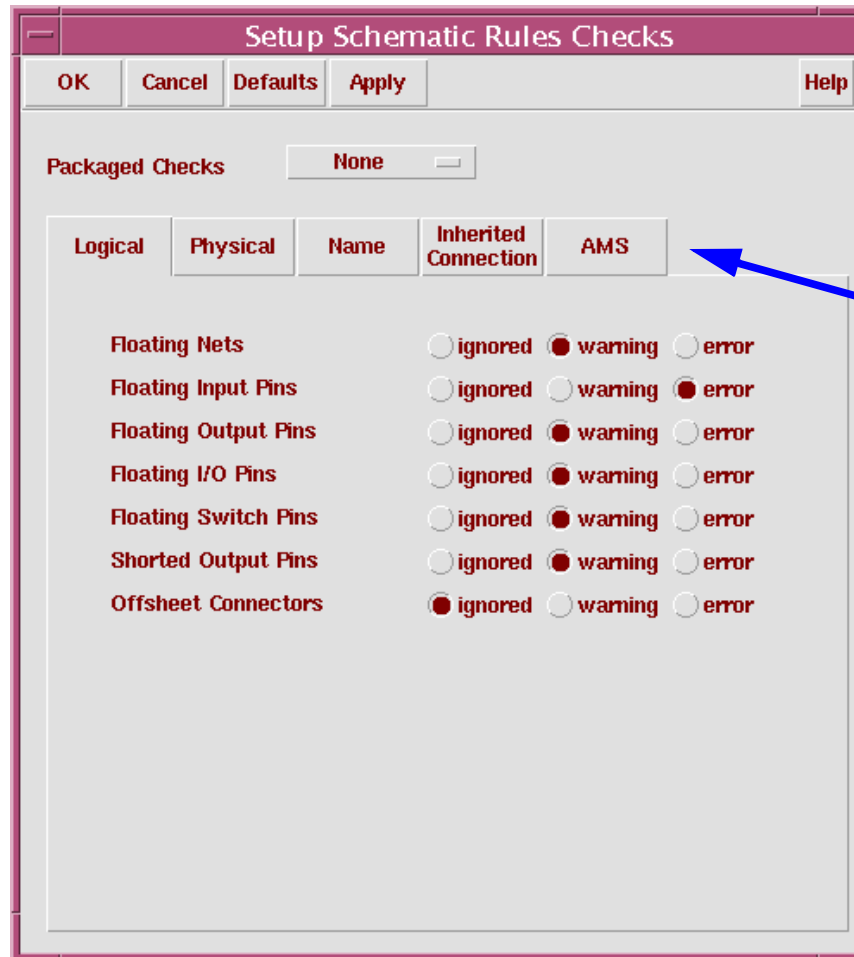 Setup Schematic Rules Checks
OK Cancel Defaults Apply Help
Packaged Checks None
Logical Physical Name Inherited Connection AMS
Floating Nets ignored warning error
Floating Input Pins ignored warning error
Floating Output Pins ignored warning error
Floating I/O Pins ignored warning error
Floating Switch Pins ignored warning error
Shorted Output Pins ignored warning error
Offsheet Connectors ignored warning error